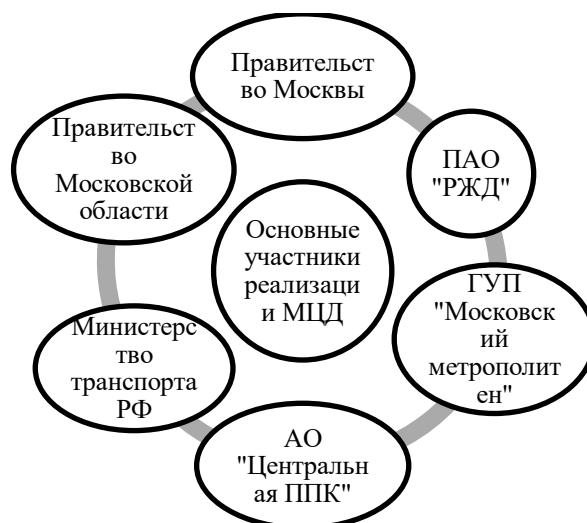 Правительст
во Москвы
ПАО
"РЖД"
ГУП
"Московск
ий
метрополит
ен"
АО
"Центральн
ая ППК"
Министерс
тво
транспорта
РФ
Правительст
во
Московской
области
Основные
участники
реализаци
и МЦД